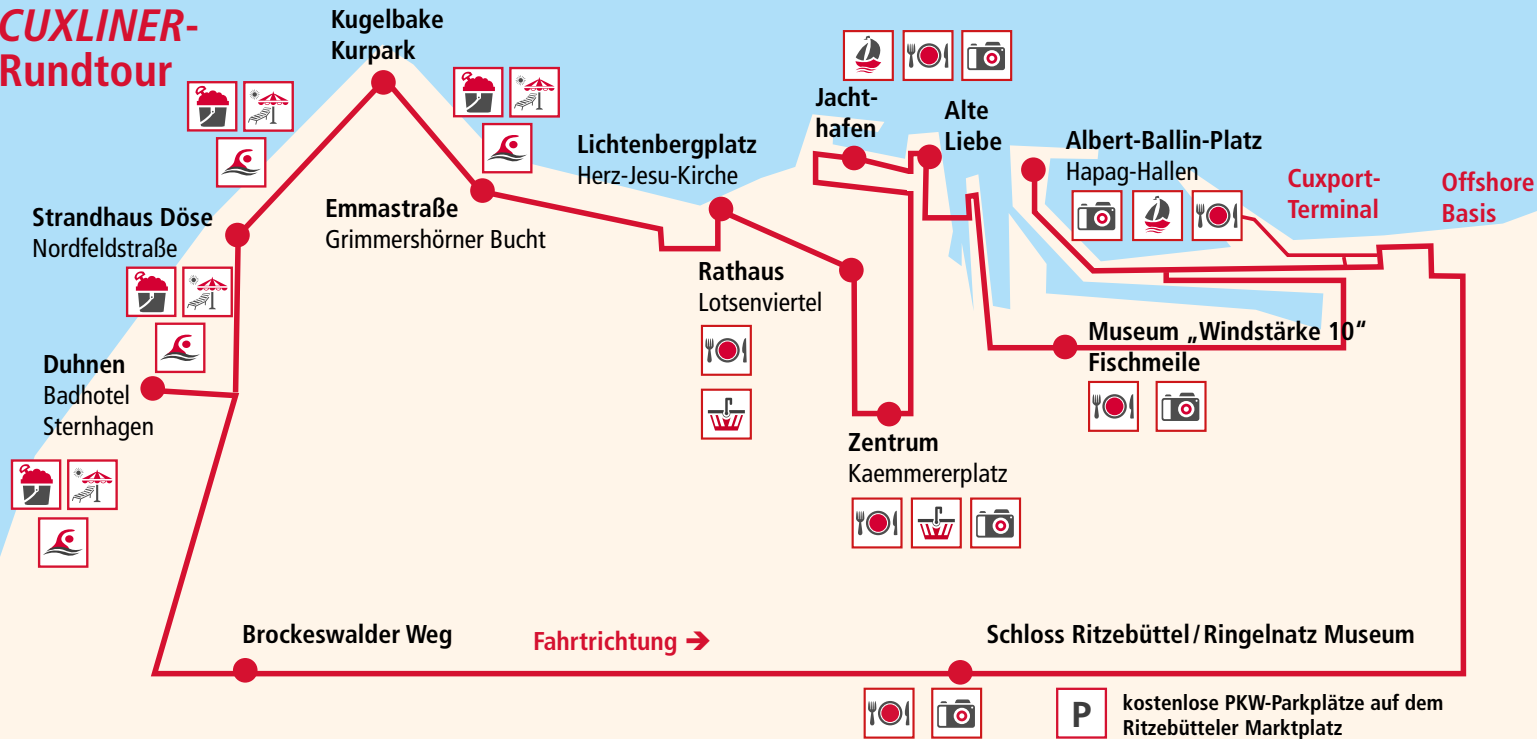 CUXLINER-
Rundtour
Kugelbake
Kurpark
Jacht-
hafen
Alte
Liebe
Albert-Ballin-Platz
Hapag-Hallen
Cuxport-
Terminal
Offshore
Basis
Lichtenbergplatz
Herz-Jesu-Kirche
Strandhaus Döse
Nordfeldstraße
Emmastraße
Grimmershörner Bucht
Rathaus
Lotsenviertel
Museum „Windstärke 10“
Fischmeile
Duhnen
Badhotel
Sternhagen
Zentrum
Kaemmererplatz
Brockeswalder Weg
Fahrtrichtung ➔
Schloss Ritzebüttel/Ringelnatz Museum
P
kostenlose PKW-Parkplätze auf dem
Ritzebütteler Marktplatz